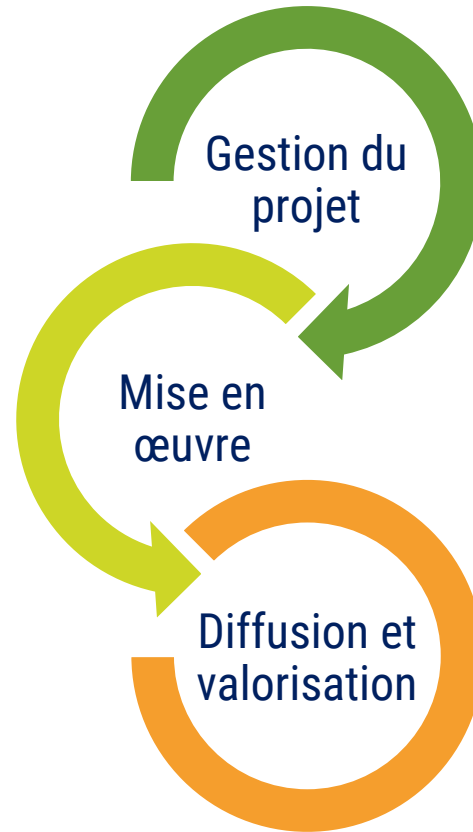 Gestion du
projet
Mise en
œuvre
Diffusion et
valorisation